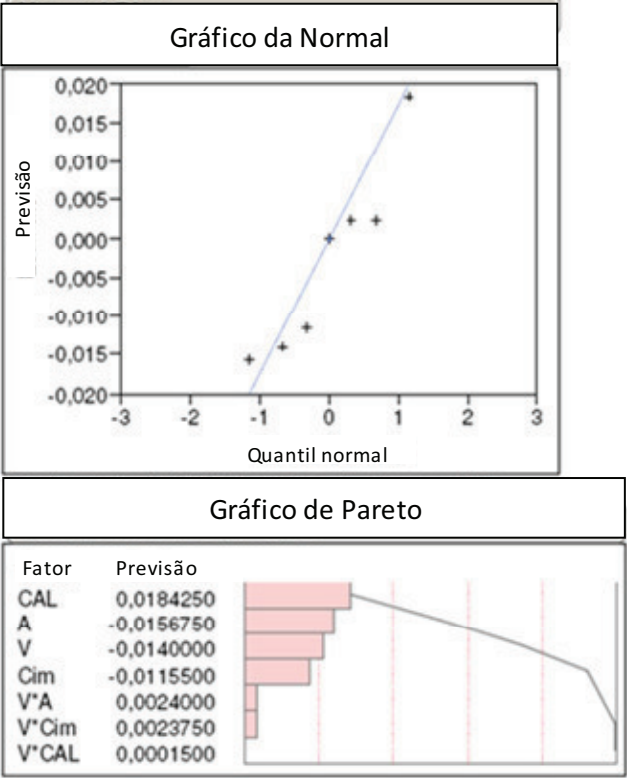 Gráfico da Normal
Previsão
0,020
0,015
0,010
0,005
0,000
-0,005
-0,010
-0,015
-0,020
-3 -2 -1 0 1 2 3
Quantil normal
Gráfico de Pareto
Fator Previsão
CAL 0,0184250
A -0,0156750
V -0,0140000
Cim -0,0115500
V*A 0,0024000
V*Cim 0,0023750
V*CAL 0,0001500